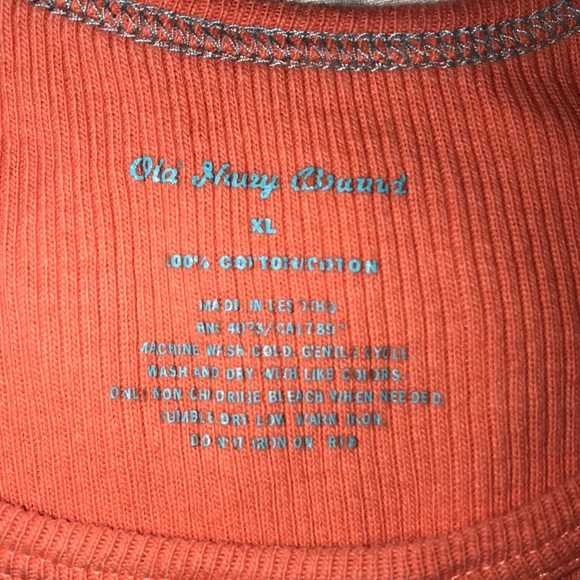 Old Navy Brand
XL
100% COTTON/COTON
MADE IN LESOTHO
MACHINE WASH COLD, GENTLE CYCLE
WASH AND DRY WITH LIKE COLORS.
ONLY NON CHLORINE BLEACH WHEN NEEDED,
TUMBLE DRY LOW, WARM IRON.
DO NOT IRON ON